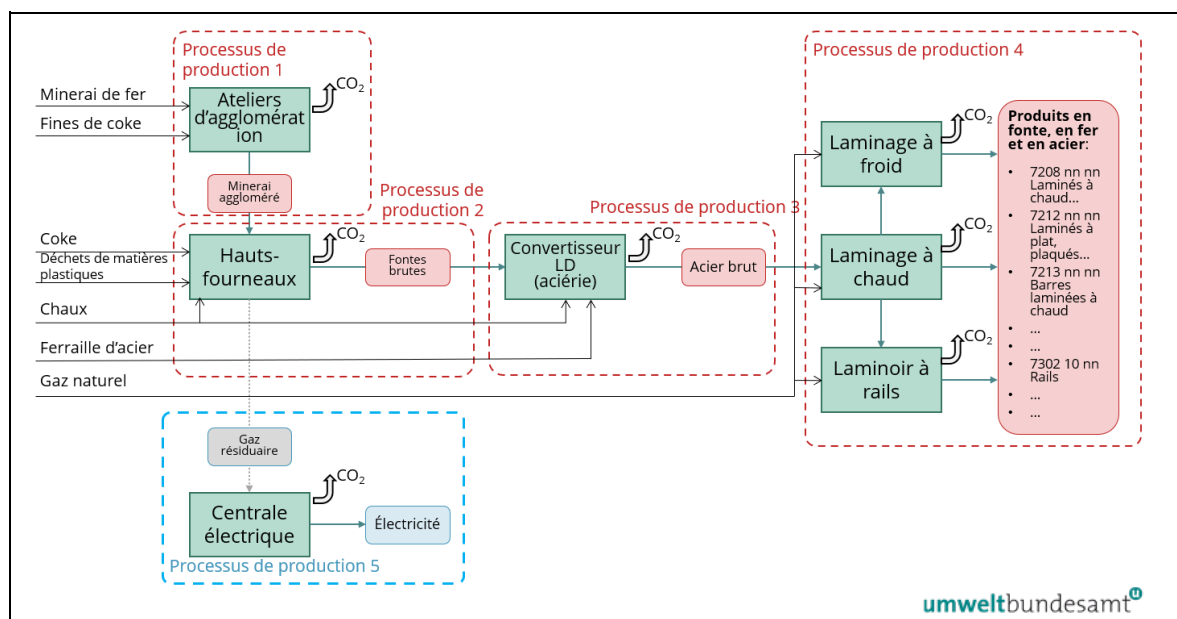 Processus de
production 1
Minerai de fer
Fines de coke
Ateliers
d'agglomérat
ion
CO2
Minerai
aggloméré
Processus de
production 2
Coke
Déchets de matières
plastiques
Chaux
Ferraille d'acier
Gaz naturel
Hauts-
fourneaux
CO2
Fontes
brutes
Processus de production 3
Convertisseur
LD
(aciérie)
CO2
Acier brut
Processus de production 4
Laminage à
froid
CO2
Laminage à
chaud
CO2
Laminoir à
rails
CO2
Produits en
fonte, en fer
et en acier:
• 7208 nn nn
Laminés à
chaud...
• 7212 nn nn
Laminés à
plat,
plaqués...
• 7213 nn nn
Barres
laminées à
chaud
• ...
• ...
• 7302 10 nn
Rails
• ...
• ...
Gaz
résiduaire
Centrale
électrique
CO2
Électricité
Processus de production 5
umweltbundesamt u